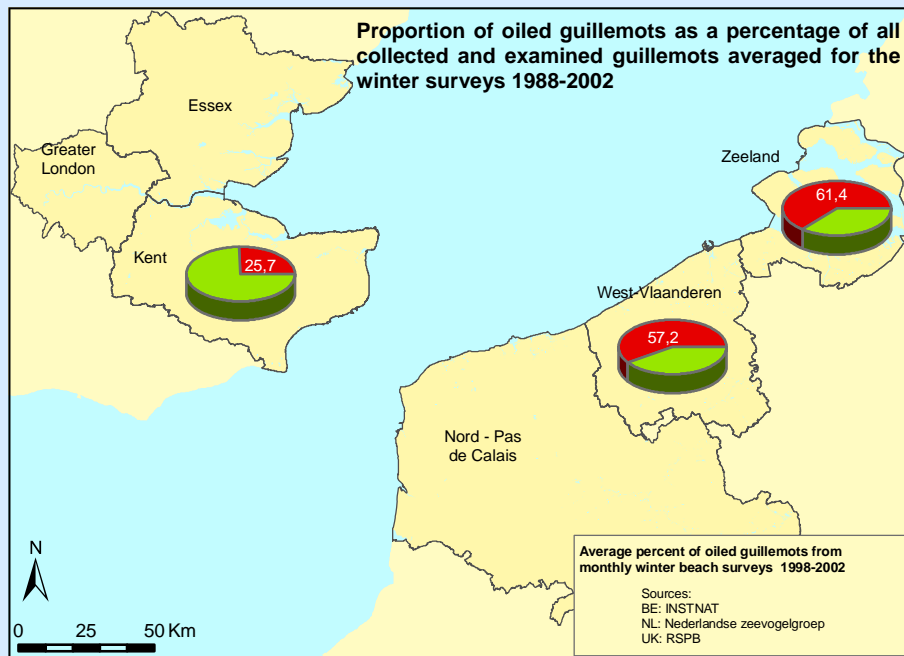 Proportion of oiled guillemots as a percentage of all
collected and examined guillemots averaged for the
winter surveys 1988-2002
Essex
Greater
London
Zeeland
61,4
Kent
25,7
West-Vlaanderen
57,2
Nord - Pas
de Calais
N
0 25 50 Km
Average percent of oiled guillemots from
monthly winter beach surveys 1998-2002
Sources:
BE: INSTNAT
NL: Nederlandse zeevogelgroep
UK: RSPB